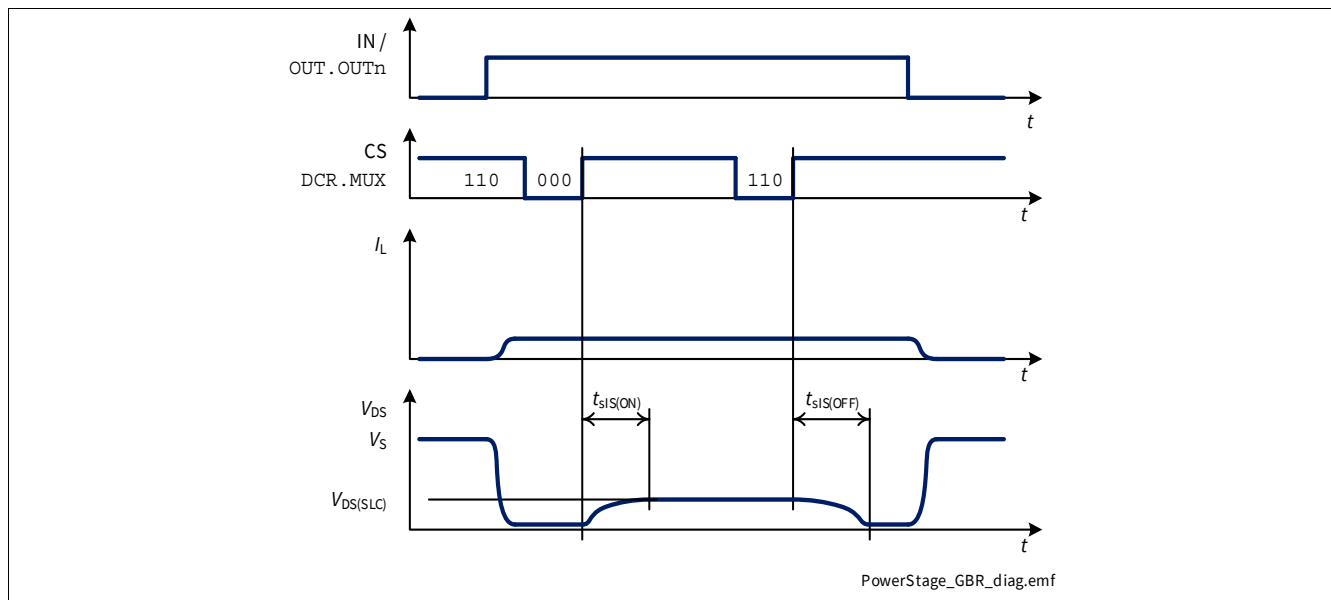 IN /
OUT.OUTn
t
CS
DCR.MUX 110 000 110
t
IL
t
VDS
tsIS(ON) tsIS(OFF)
VS
VDS(SLC)
t
PowerStage_GBR_diag.emf